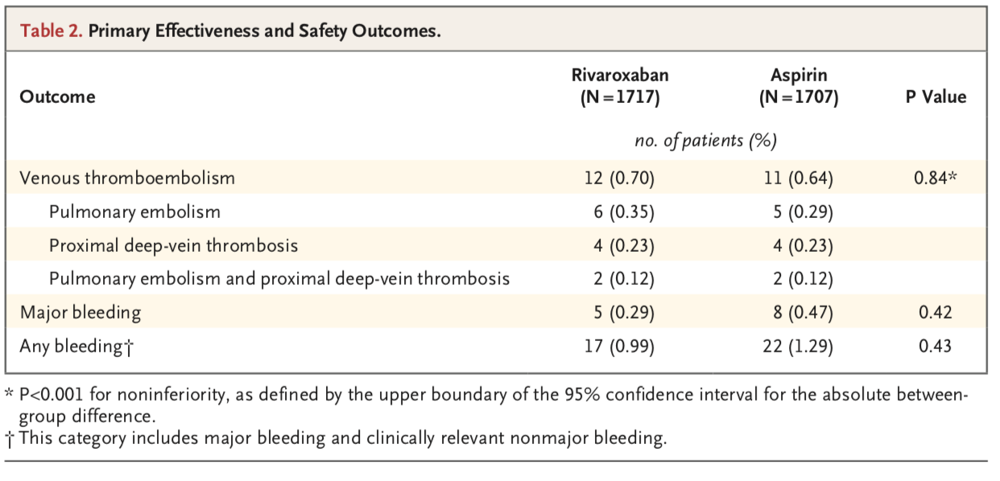 Table 2. Primary Effectiveness and Safety Outcomes.
Outcome Rivaroxaban (N=1717) Aspirin (N=1707) P Value
no. of patients (%)
Venous thromboembolism 12 (0.70) 11 (0.64) 0.84*
Pulmonary embolism 6 (0.35) 5 (0.29)
Proximal deep-vein thrombosis 4 (0.23) 4 (0.23)
Pulmonary embolism and proximal deep-vein thrombosis 2 (0.12) 2 (0.12)
Major bleeding 5 (0.29) 8 (0.47) 0.42
Any bleeding† 17 (0.99) 22 (1.29) 0.43
* P<0.001 for noninferiority, as defined by the upper boundary of the 95% confidence interval for the absolute between-
group difference.
† This category includes major bleeding and clinically relevant nonmajor bleeding.